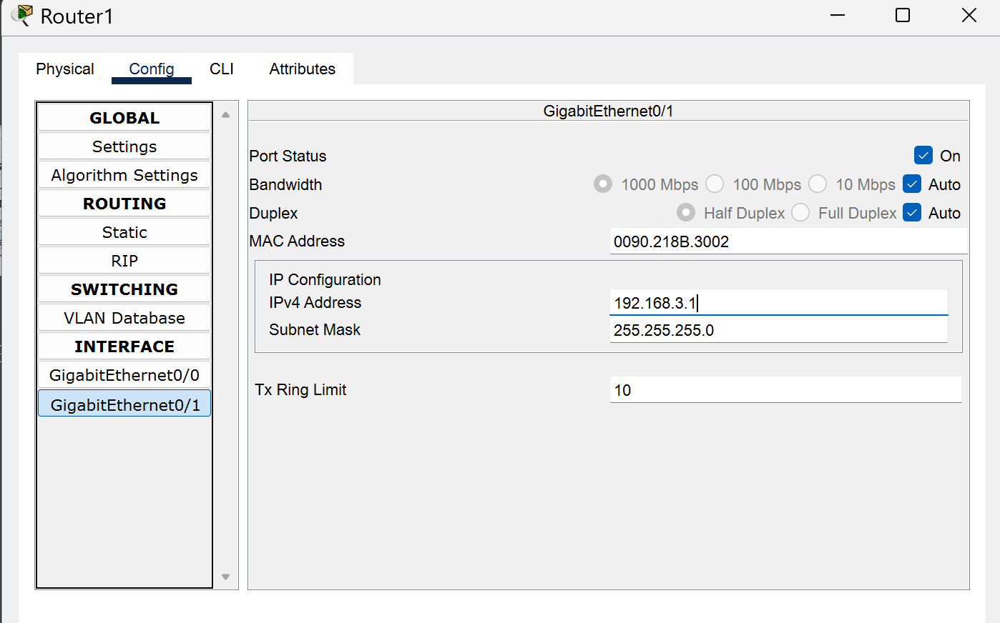 Router1
Physical Config CLI Attributes
GLOBAL
Settings
Algorithm Settings
ROUTING
Static
RIP
SWITCHING
VLAN Database
INTERFACE
GigabitEthernet0/0
GigabitEthernet0/1
GigabitEthernet0/1
Port Status On
Bandwidth 1000 Mbps 100 Mbps 10 Mbps Auto
Duplex Half Duplex Full Duplex Auto
MAC Address 0090.218B.3002
IP Configuration
IPv4 Address 192.168.3.1
Subnet Mask 255.255.255.0
Tx Ring Limit 10